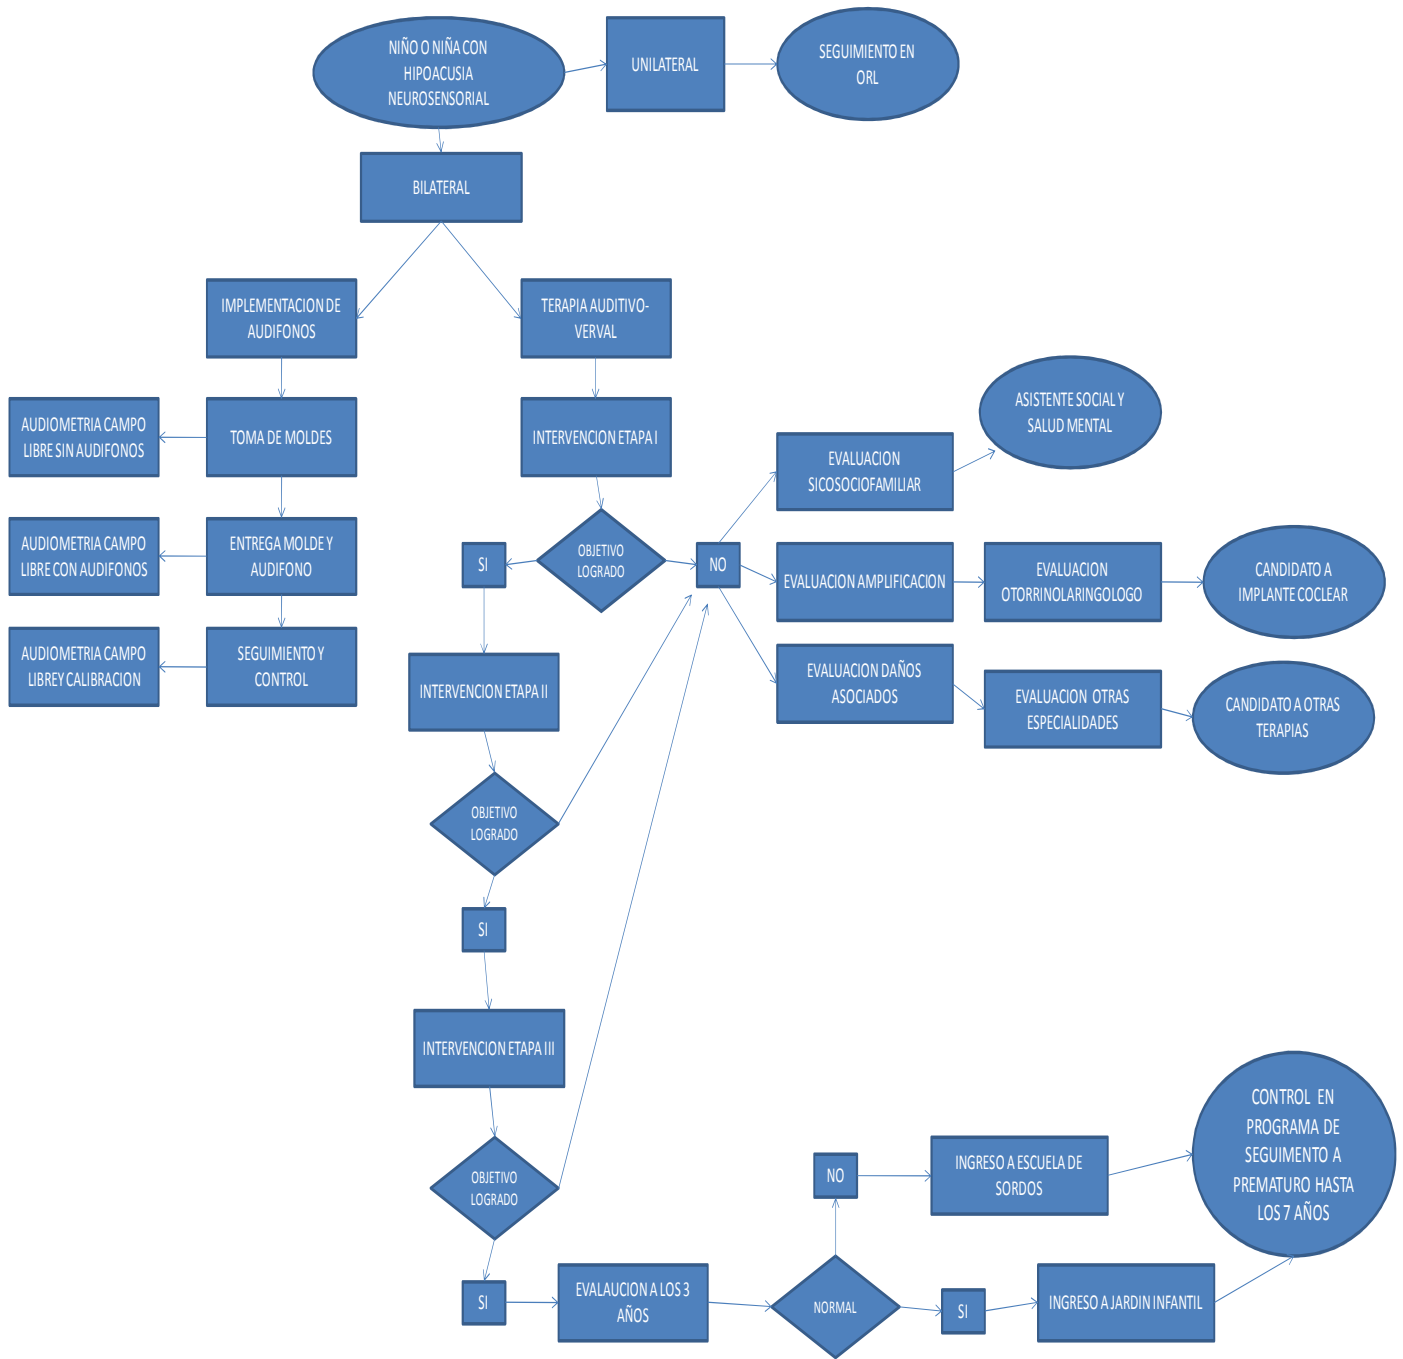 NIÑO O NIÑA CON
HIPOACUSIA
NEUROSENSORIAL
UNILATERAL
SEGUIMIENTO EN
ORL
BILATERAL
IMPLEMENTACION DE
AUDIFONOS
TERAPIA AUDITIVO-
VERVAL
AUDIOMETRIA CAMPO
LIBRE SIN AUDIFONOS
TOMA DE MOLDES
INTERVENCION ETAPA I
ASISTENTE SOCIAL Y
SALUD MENTAL
EVALUACION
SICOSOCIOFAMILIAR
AUDIOMETRIA CAMPO
LIBRE CON AUDIFONOS
ENTREGA MOLDE Y
AUDIFONO
SI
OBJETIVO
LOGRADO
NO
EVALUACION AMPLIFICACION
EVALUACION
OTORRINOLARINGOLOGO
CANDIDATO A
IMPLANTE COCLEAR
AUDIOMETRIA CAMPO
LIBREY CALIBRACION
SEGUIMIENTO Y
CONTROL
INTERVENCION ETAPA II
EVALUACION DAÑOS
ASOCIADOS
EVALUACION OTRAS
ESPECIALIDADES
CANDIDATO A OTRAS
TERAPIAS
OBJETIVO
LOGRADO
SI
INTERVENCION ETAPA III
OBJETIVO
LOGRADO
NO
INGRESO A ESCUELA DE
SORDOS
CONTROL EN
PROGRAMA DE
SEGUIMENTO A
PREMATURO HASTA
LOS 7 AÑOS
SI
EVALAUCION A LOS 3
AÑOS
NORMAL
SI
INGRESO A JARDIN INFANTIL